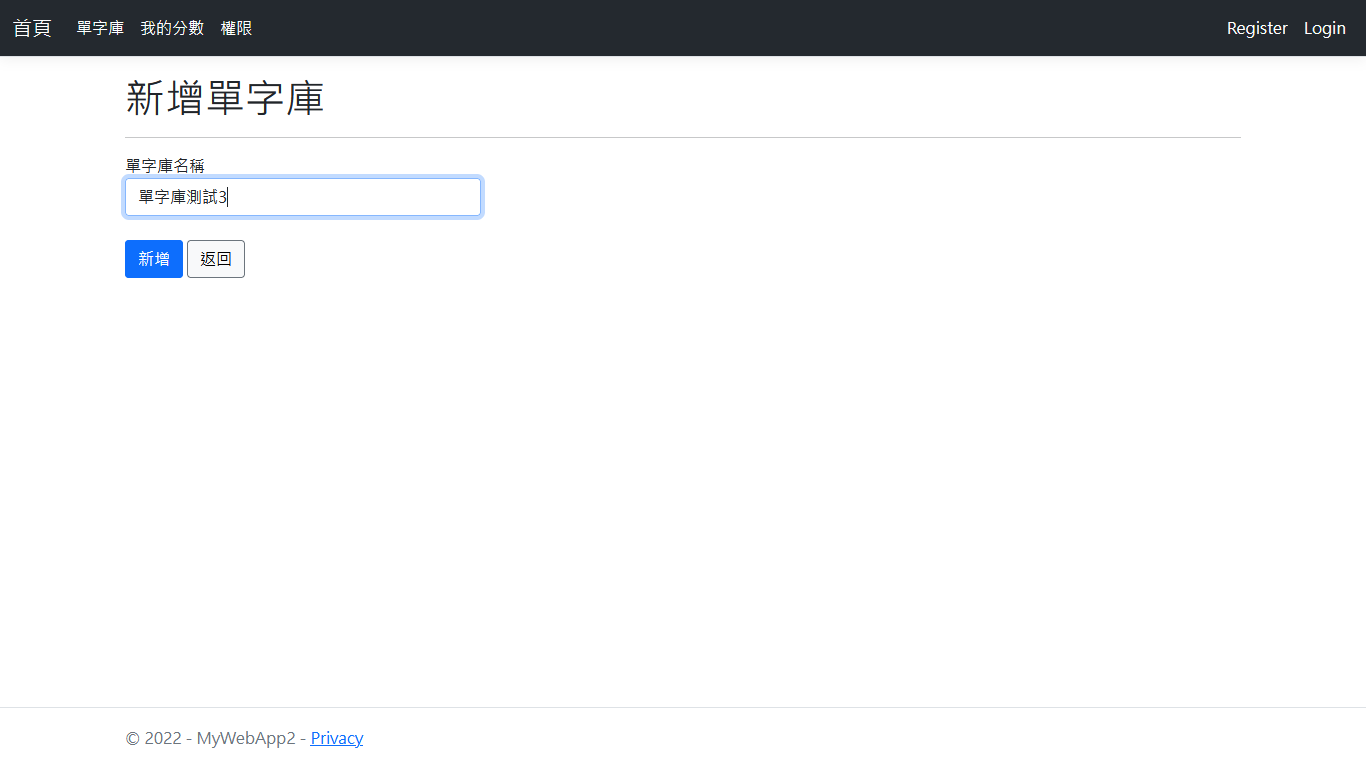 首頁 單字庫 我的分數 權限 Register Login
新增單字庫
單字庫名稱
單字庫測試3
新增 返回
© 2022 - MyWebApp2 - Privacy